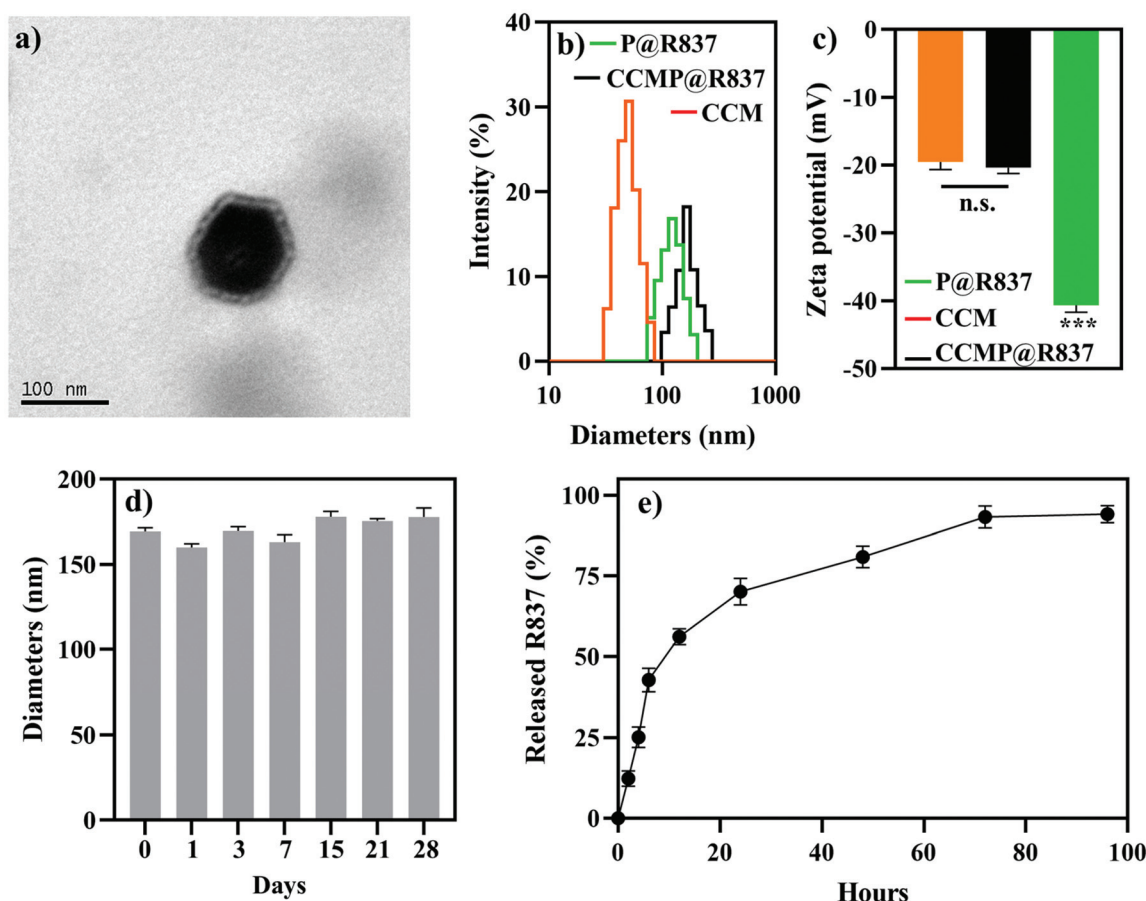 a)
100 nm
b)
P@R837
CCMP@R837
CCM
40
30
20
10
0
Intensity (%)
10
100
1000
Diameters (nm)
c)
0
-10
-20
-30
-40
-50
Zeta potential (mV)
n.s.
***
P@R837
CCM
CCMP@R837
d)
200
150
100
50
0
Diameters (nm)
0
1
3
7
15
21
28
Days
e)
100
75
50
25
0
Released R837 (%)
0
20
40
60
80
100
Hours